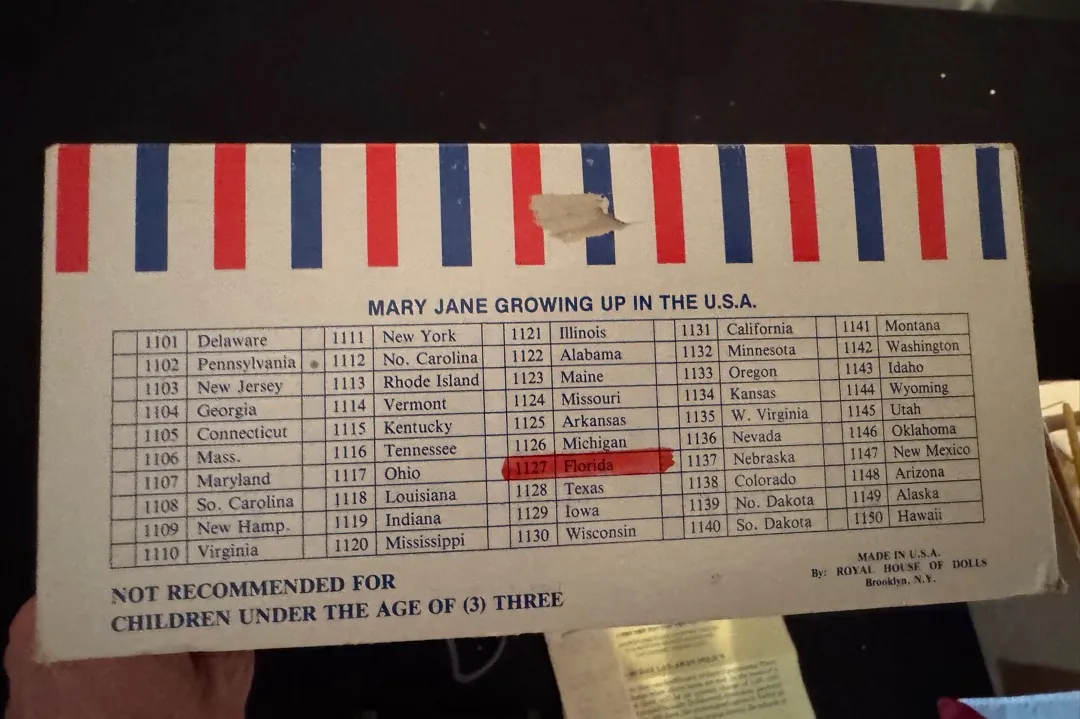 MARY JANE GROWING UP IN THE U.S.A.
1101 Delaware 1111 New York 1121 Illinois 1131 California 1141 Montana
1102 Pennsylvania 1112 No. Carolina 1122 Alabama 1132 Minnesota 1142 Washington
1103 New Jersey 1113 Rhode Island 1123 Maine 1133 Oregon 1143 Idaho
1104 Georgia 1114 Vermont 1124 Missouri 1134 Kansas 1144 Wyoming
1105 Connecticut 1115 Kentucky 1125 Arkansas 1135 W. Virginia 1145 Utah
1106 Mass. 1116 Tennessee 1126 Michigan 1136 Nevada 1146 Oklahoma
1107 Maryland 1117 Ohio 1127 Florida 1137 Nebraska 1147 New Mexico
1108 So. Carolina 1118 Louisiana 1128 Texas 1138 Colorado 1148 Arizona
1109 New Hamp. 1119 Indiana 1129 Iowa 1139 No. Dakota 1149 Alaska
1110 Virginia 1120 Mississippi 1130 Wisconsin 1140 So. Dakota 1150 Hawaii
NOT RECOMMENDED FOR
CHILDREN UNDER THE AGE OF (3) THREE
MADE IN U.S.A.
By: ROYAL HOUSE OF DOLLS
Brooklyn, N.Y.